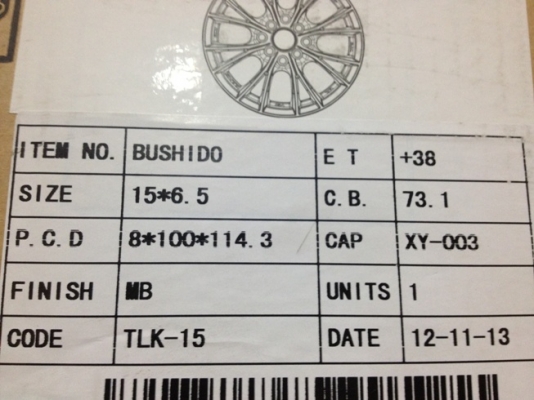 ITEM NO. BUSHIDO ET +38
SIZE 15*6.5 C.B. 73.1
P.C.D 8*100*114.3 CAP XY-003
FINISH MB UNITS 1
CODE TLK-15 DATE 12-11-13